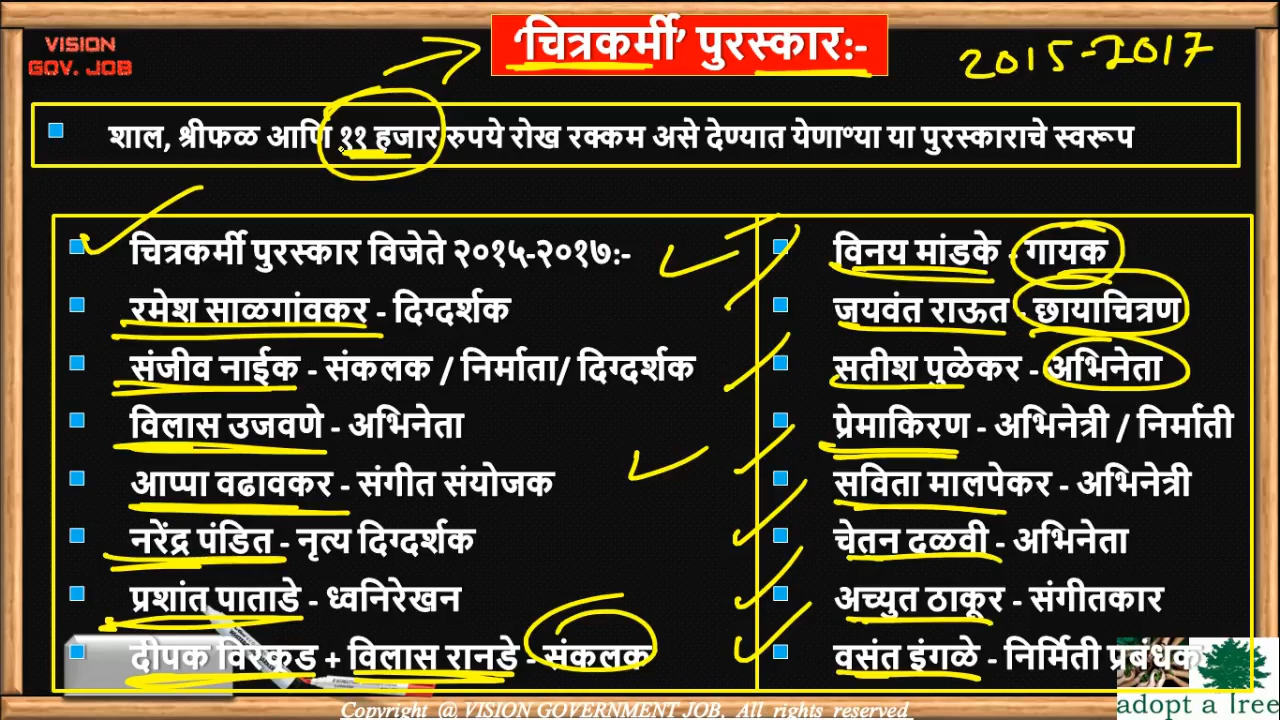 VISION
GOV. JOB
‘चित्रकर्मी’ पुरस्कार:-
2015-2017
शाल, श्रीफळ आणि ११ हजार रुपये रोख रक्कम असे देण्यात येणाºया या पुरस्काराचे स्वरूप
चित्रकर्मी पुरस्कार विजेते २०१५-२०१७:-
रमेश साळगांवकर - दिग्दर्शक
संजीव नाईक - संकलक / निर्माता/ दिग्दर्शक
विलास उजवणे - अभिनेता
आप्पा वढावकर - संगीत संयोजक
नरेंद्र पंडित - नृत्य दिग्दर्शक
प्रशांत पाताडे - ध्वनिरेखन
दीपक विरकूड + विलास रानडे - संकलक
विनय मांडके - गायक
जयवंत राऊत - छायाचित्रण
सतीश पुळेकर - अभिनेता
प्रेमाकिरण - अभिनेत्री / निर्माती
सविता मालपेकर - अभिनेत्री
चेतन दळवी - अभिनेता
अच्युत ठाकूर - संगीतकार
वसंत इंगळे - निर्मिती प्रबंधक
adopt a Tree
Copyright @ VISION GOVERNMENT JOB. All rights reserved